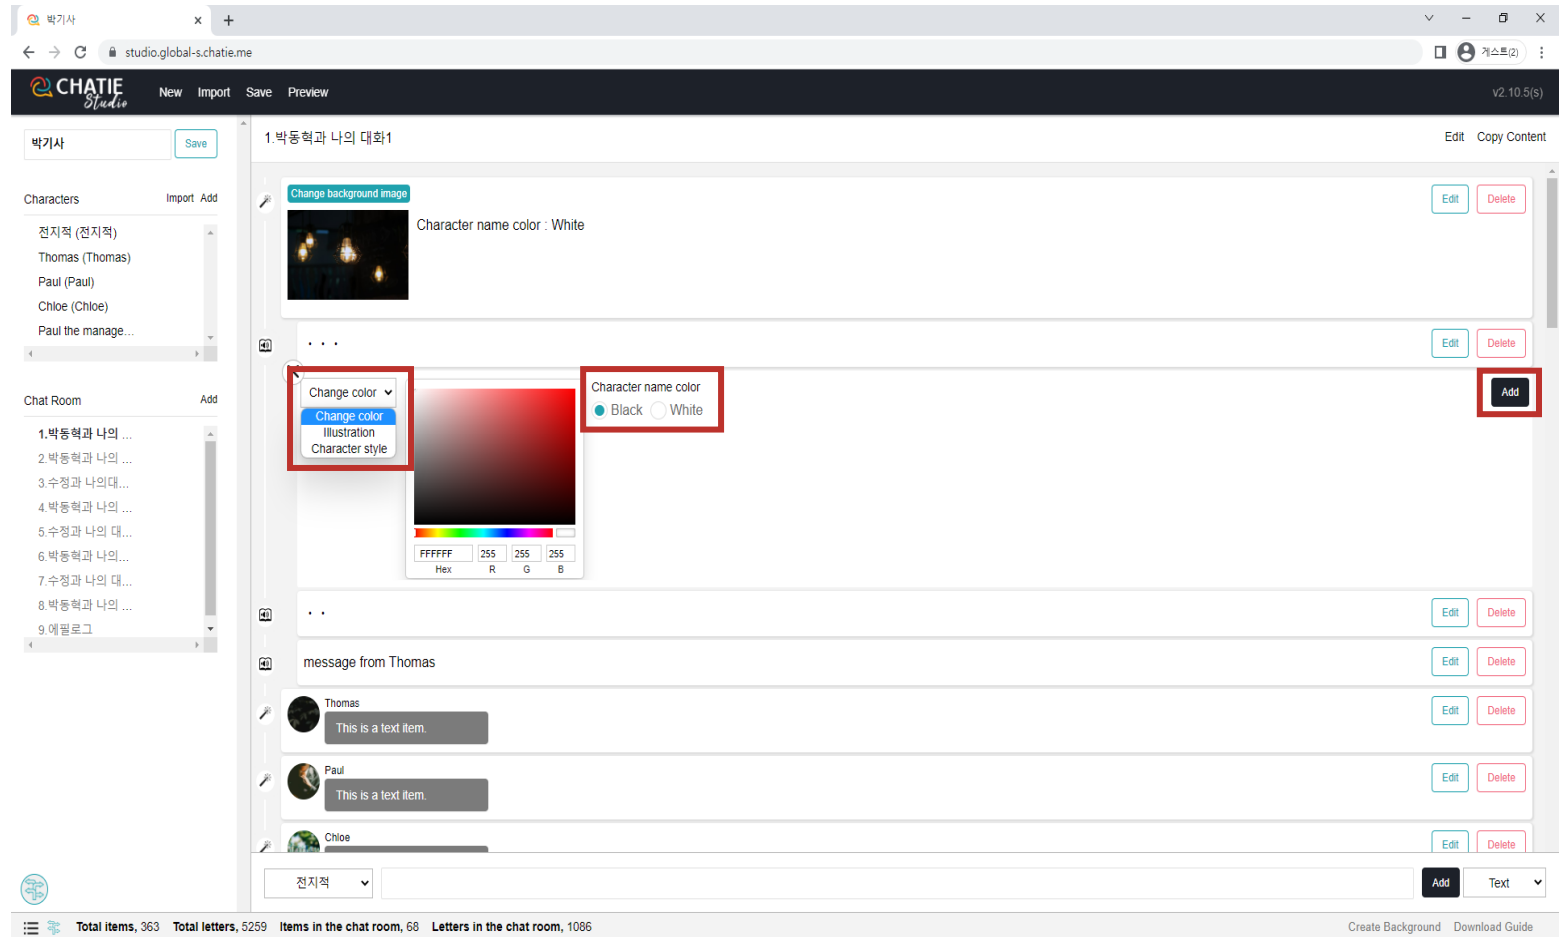 박기사
studio.global-s.chatie.me
게스트(2)
CHATIE Studio
New Import Save Preview
v2.10.5(s)
박기사
Save
Characters
Import Add
전지적 (전지적)
Thomas (Thomas)
Paul (Paul)
Chloe (Chloe)
Paul the manage...
Chat Room
Add
1.박동혁과 나의 ...
2.박동혁과 나의 ...
3.수정과 나의대...
4.박동혁과 나의 ...
5.수정과 나의 대...
6.박동혁과 나의...
7.수정과 나의 대...
8.박동혁과 나의 ...
9.에필로그
1.박동혁과 나의 대화1
Edit Copy Content
Change background image
Character name color : White
Edit Delete
. . .
Edit Delete
Change color
Change color
Illustration
Character style
FFFFFF 255 255 255
Hex R G B
Character name color
Black White
Add
. .
Edit Delete
message from Thomas
Edit Delete
Thomas
This is a text item.
Edit Delete
Paul
This is a text item.
Edit Delete
Chloe
Edit Delete
전지적
Add
Text
Total items, 363 Total letters, 5259 Items in the chat room, 68 Letters in the chat room, 1086
Create Background Download Guide